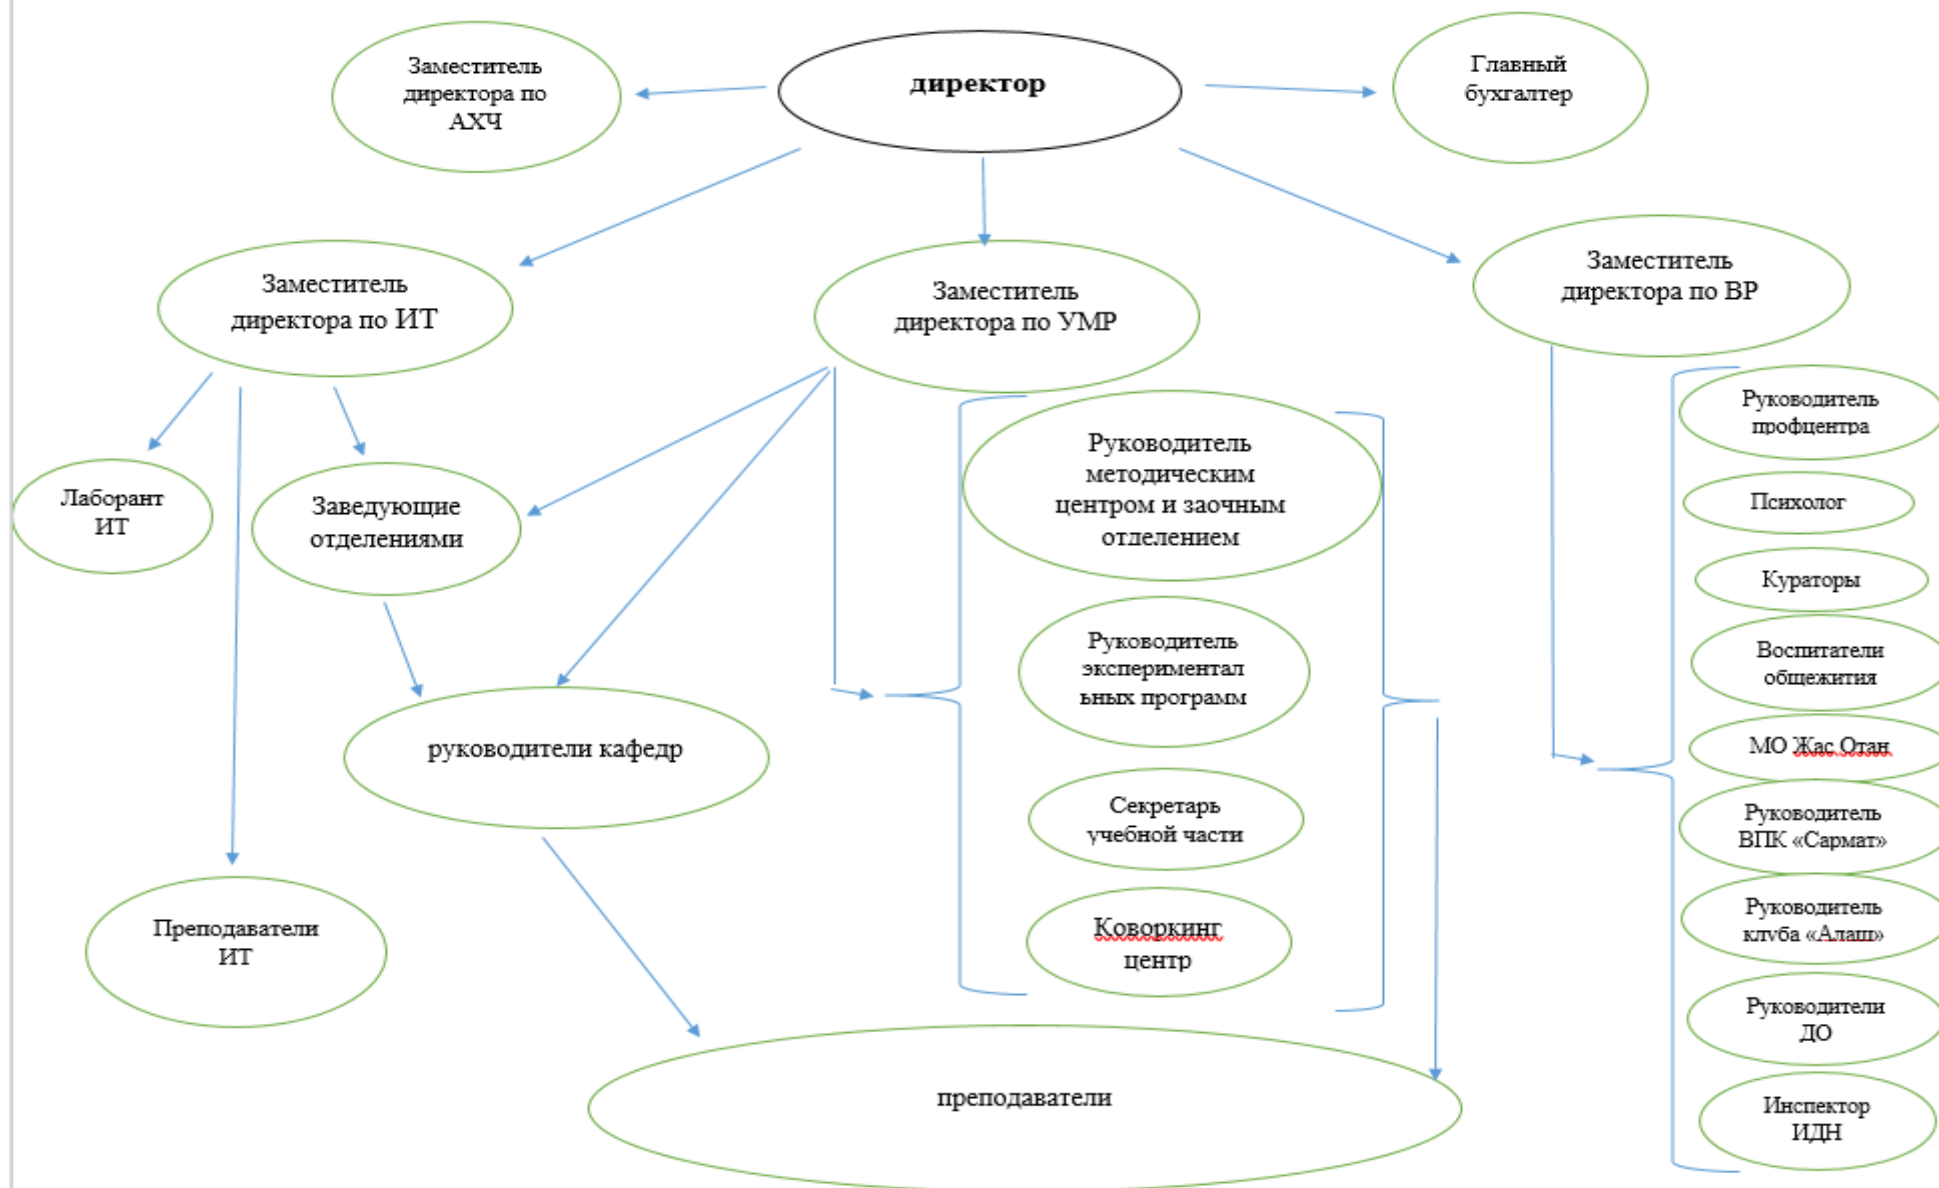 Заместитель
директора по
АХЧ
директор
Главный
бухгалтер
Заместитель
директора по ИТ
Заместитель
директора по УМР
Заместитель
директора по ВР
Лаборант
ИТ
Заведующие
отделениями
руководители кафедр
Преподаватели
ИТ
Руководитель
методическим
центром и заочным
отделением
Руководитель
экспериментал
ьных программ
Секретарь
учебной части
Коворкинг
центр
преподаватели
Руководитель
профцентра
Психолог
Кураторы
Воспитатели
общежития
МО Жас Отан
Руководитель
ВПК «Сармат»
Руководитель
клуба «Алаш»
Руководители
ДО
Инспектор
ИДН